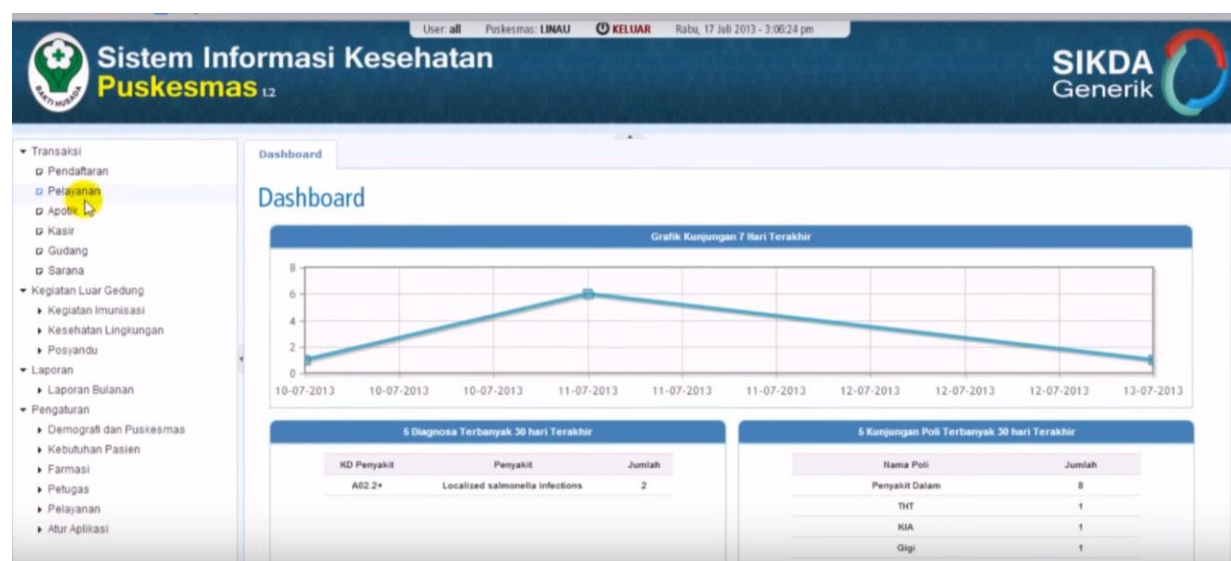 User: all Puskesmas: LINAU KELUAR Rabu, 17 Juli 2013 - 3:06:24 pm
Sistem Informasi Kesehatan
Puskesmas 1.2
BAKTI HUSADA
SIKDA
Generik
Transaksi
Pendaftaran
Pelayanan
Apotik
Kasir
Gudang
Sarana
Kegiatan Luar Gedung
Kegiatan Imunisasi
Kesehatan Lingkungan
Posyandu
Laporan
Laporan Bulanan
Pengaturan
Demografi dan Puskesmas
Kebutuhan Pasien
Farmasi
Petugas
Pelayanan
Atur Aplikasi
Dashboard
Dashboard
Grafik Kunjungan 7 Hari Terakhir
8
6
4
2
0
10-07-2013 10-07-2013 10-07-2013 11-07-2013 11-07-2013 11-07-2013 12-07-2013 12-07-2013 12-07-2013 13-07-2013
5 Diagnosa Terbanyak 30 hari Terakhir
KD Penyakit Penyakit Jumlah
A02.2+ Localized salmonella infections 2
5 Kunjungan Poli Terbanyak 30 hari Terakhir
Nama Poli Jumlah
Penyakit Dalam 8
THT 1
KIA 1
Gigi 1